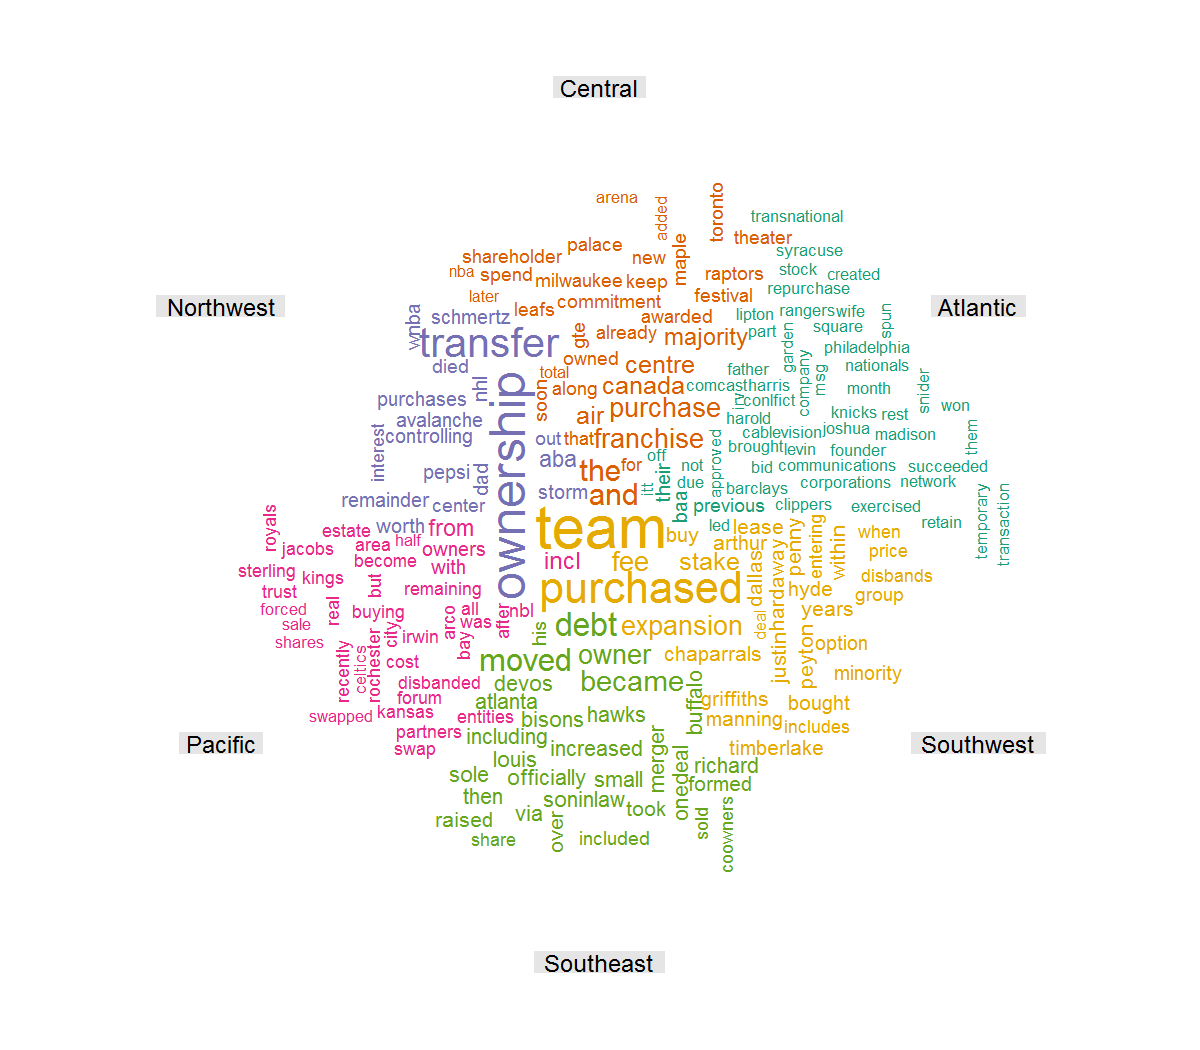 Central
arena
added
toronto
transnational
theater
palace
shareholder
new
maple
syracuse
nba
spend
milwaukee
keep
raptors
stock
created
repurchase
later
leafs
commitment
festival
Northwest
Atlantic
wnba
schmertz
gte
already
awarded
majority
lipton
part
rangers
wife
square
spun
transfer
garden
philadelphia
died
owned
centre
father
company
msg
nationals
nhl
total
along
canada
comcast
harris
month
snider
purchases
soon
air
purchase
iry
conlfict
harold
knicks
rest
won
avalanche
controlling
ownership
out
that
franchise
cablevision
joshua
madison
them
interest
aba
off
approved
brought
levin
founder
pepsi
dad
the
for
itt
their
not
bid
communications
succeeded
storm
and
due
barclays
corporations
network
remainder
center
baa
previous
clippers
exercised
temporary
transaction
royals
estate
worth
from
team
led
lease
retain
jacobs
area
half
owners
buy
arthur
penny
entering
within
when
price
become
with
incl
fee
stake
dallas
hardaway
sterling
kings
but
disbands
trust
remaining
purchased
hyde
group
forced
real
buying
arco
all
nbl
after
deal
years
sale
city
was
his
debt
expansion
shares
irwin
bay
moved
owner
chaparrals
justin
peyton
option
recently
celtics
rochester
cost
minority
disbanded
devos
became
buffalo
swapped
kansas
forum
atlanta
griffiths
bought
entities
bisons
hawks
manning
includes
Pacific
partners
including
Southwest
swap
increased
merger
timberlake
louis
onedeal
richard
sole
officially
small
formed
then
soninlaw
took
raised
via
over
sold
coowners
share
included
Southeast